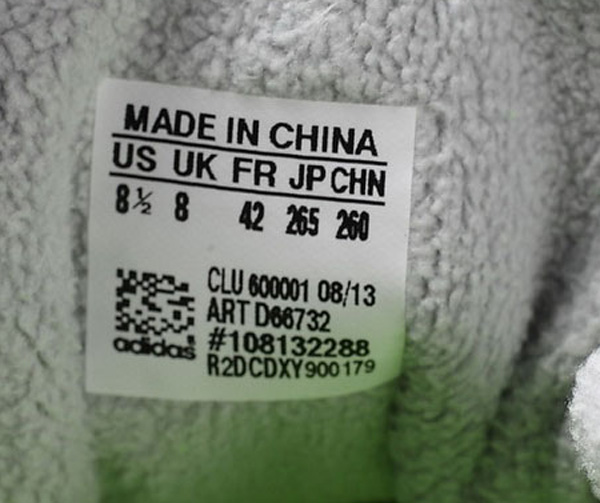 MADE IN CHINA
US UK FR JP CHN
8½ 8 42 265 260
CLU 600001 08/13
ART D66732
#108132288
R2DCDXY900179
adidas